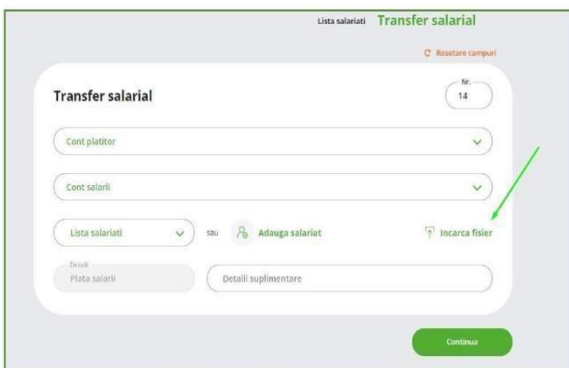 Lista salariati Transfer salarial
Resetare campuri
Transfer salarial
Nr.
14
Cont platitor
Cont salarii
Lista salariati sau Adauga salariat Incarca fisier
Detalii
Plata salarii Detalii suplimentare
Continua